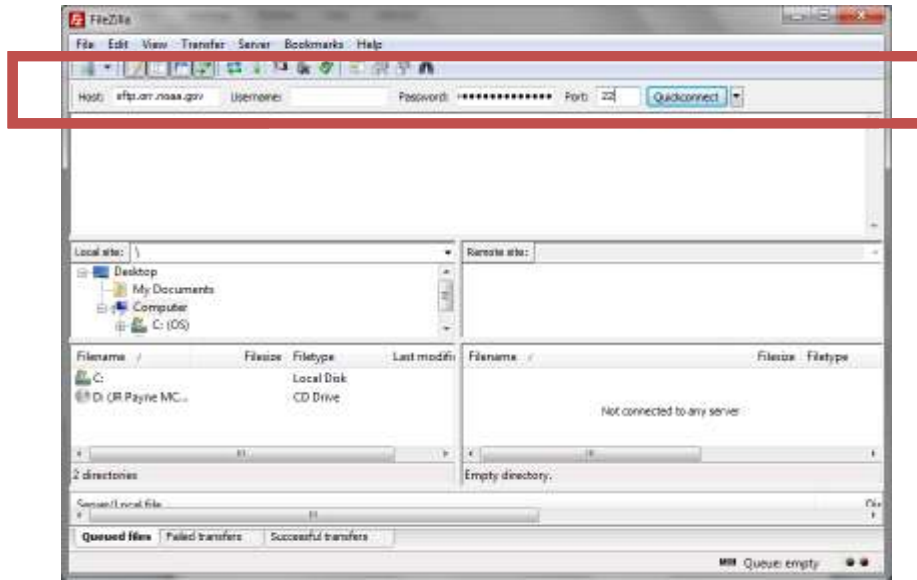 FileZilla
File Edit View Transfer Server Bookmarks Help
Host: sftp.orr.noaa.gov Username: Password: ●●●●●●●●●●●●● Port: 22 Quickconnect
Local site: \
Remote site:
Desktop
My Documents
Computer
C: (OS)
Filename / Filesize Filetype Last modifi
Filename / Filesize Filetype
C: Local Disk
D: (JR Payne MC... CD Drive
Not connected to any server
2 directories
Empty directory.
Server/Local file
Queued files Failed transfers Successful transfers
Queue: empty